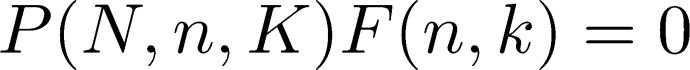 P(N, n, K)F(n, k) = 0